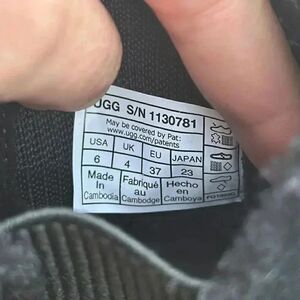 UGG S/N 1130781
May be covered by Pat:
www.ugg.com/patents
USA UK EU JAPAN
6 4 37 23
Made in Cambodia Fabriqué au Cambodge Hecho en Camboya